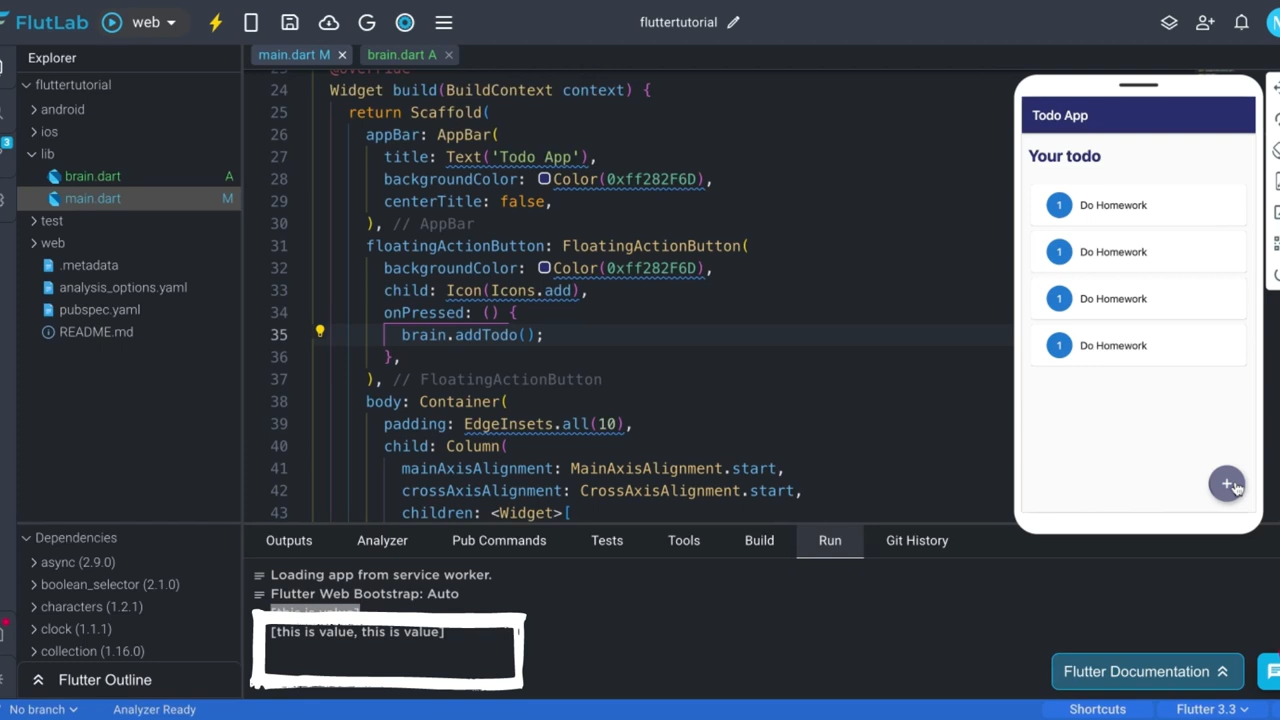 FlutLab web fluttertutorial
Explorer
main.dart M
brain.dart A
fluttertutorial
android
ios
lib
brain.dart A
main.dart M
test
web
.metadata
analysis_options.yaml
pubspec.yaml
README.md
Dependencies
async (2.9.0)
boolean_selector (2.1.0)
characters (1.2.1)
clock (1.1.1)
collection (1.16.0)
Flutter Outline
3
23 @override
24 Widget build(BuildContext context) {
25 return Scaffold(
26 appBar: AppBar(
27 title: Text('Todo App'),
28 backgroundColor: Color(0xff282F6D),
29 centerTitle: false,
30 ), // AppBar
31 floatingActionButton: FloatingActionButton(
32 backgroundColor: Color(0xff282F6D),
33 child: Icon(Icons.add),
34 onPressed: () {
35 brain.addTodo();
36 },
37 ), // FloatingActionButton
38 body: Container(
39 padding: EdgeInsets.all(10),
40 child: Column(
41 mainAxisAlignment: MainAxisAlignment.start,
42 crossAxisAlignment: CrossAxisAlignment.start,
43 children: <Widget>[
Todo App
Your todo
1 Do Homework
1 Do Homework
1 Do Homework
1 Do Homework
+
Outputs Analyzer Pub Commands Tests Tools Build Run Git History
Loading app from service worker.
Flutter Web Bootstrap: Auto
[this is value]
[this is value, this is value]
Flutter Documentation
No branch Analyzer Ready Shortcuts Flutter 3.3